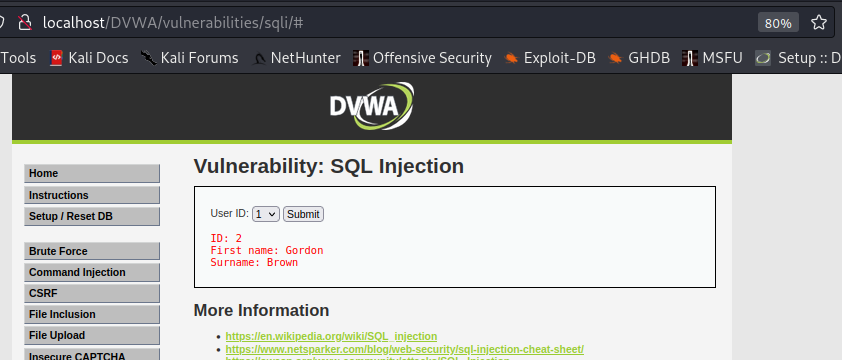 localhost/DVWA/vulnerabilities/sqli/#
80%
Tools Kali Docs Kali Forums NetHunter Offensive Security Exploit-DB GHDB MSFU Setup :: D
DVWA
Vulnerability: SQL Injection
Home
Instructions
Setup / Reset DB
Brute Force
Command Injection
CSRF
File Inclusion
File Upload
Insecure CAPTCHA
User ID: 1 Submit
ID: 2
First name: Gordon
Surname: Brown
More Information
https://en.wikipedia.org/wiki/SQL_injection
https://www.netsparker.com/blog/web-security/sql-injection-cheat-sheet/